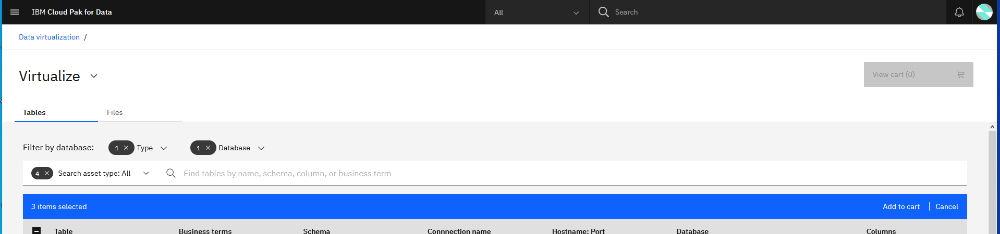 IBM Cloud Pak for Data
All
Search
Data virtualization /
Virtualize
View cart (0)
Tables
Files
Filter by database:
1 × Type
1 × Database
4 × Search asset type: All
Find tables by name, schema, column, or business term
3 items selected
Add to cart | Cancel
Table Business terms Schema Connnection name Hostname: Port Database Columns